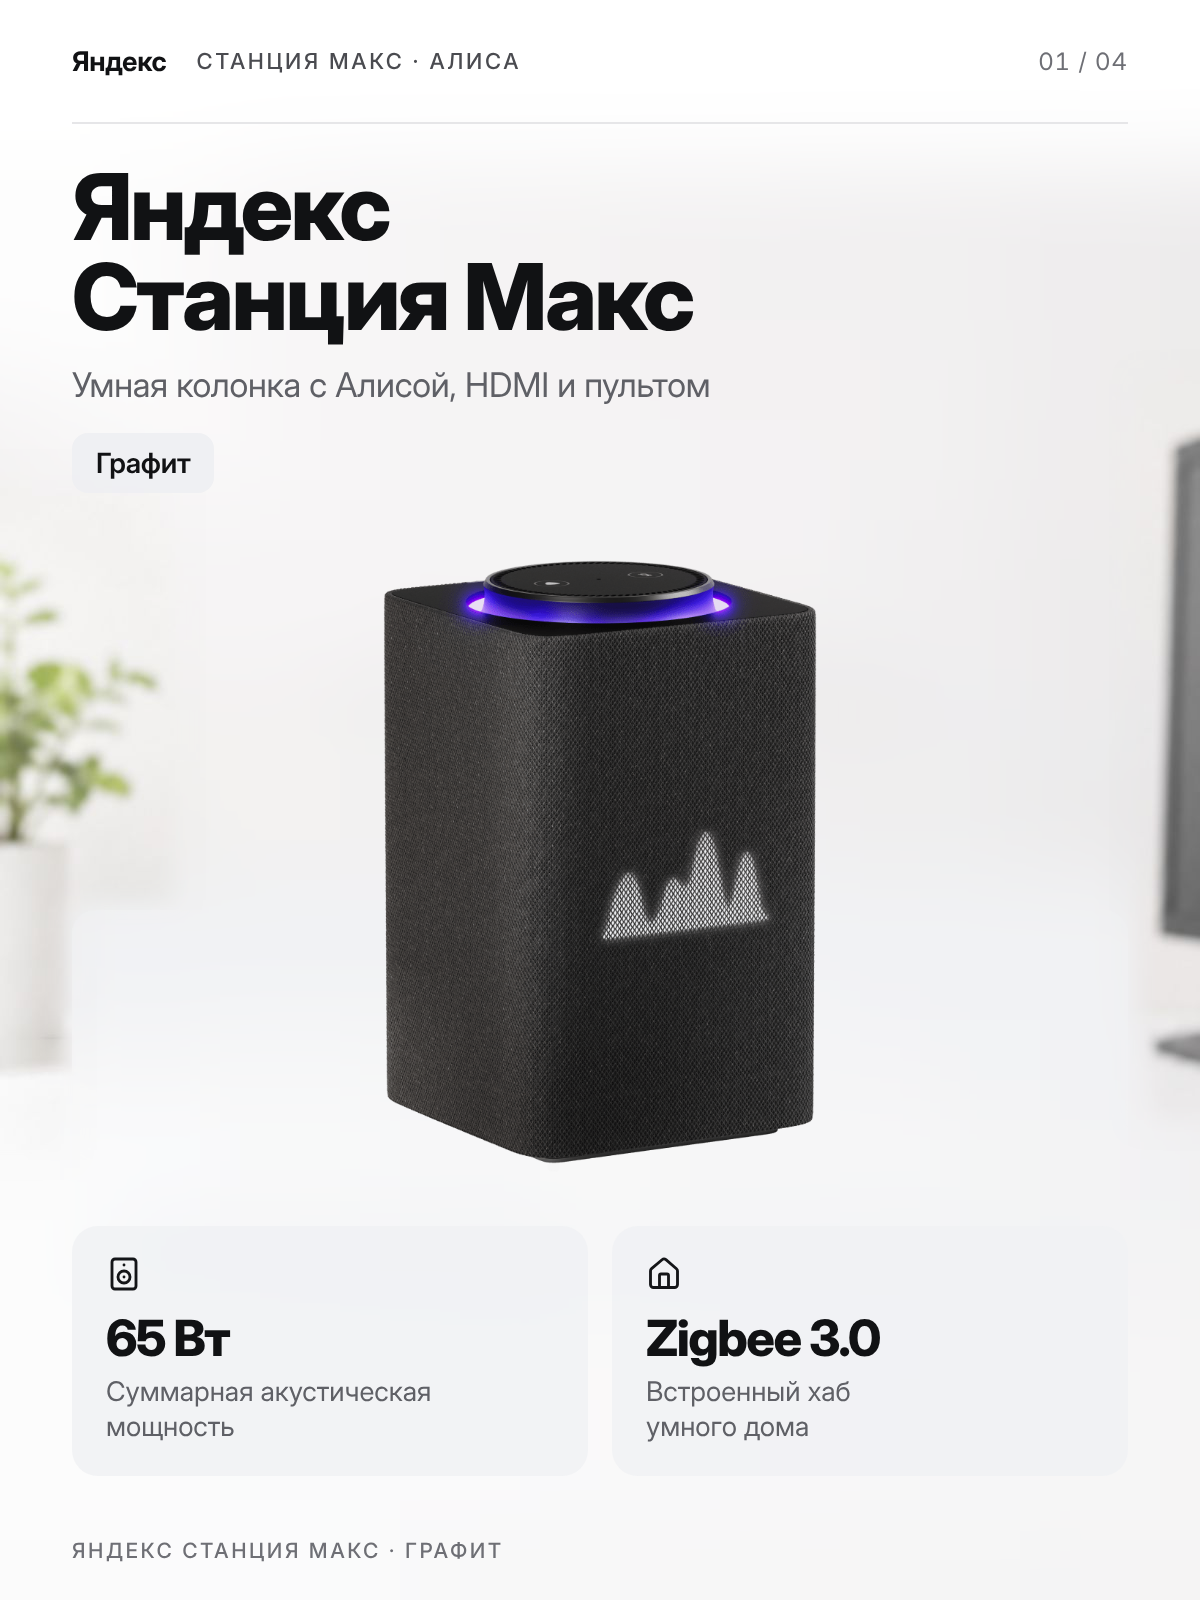 Яндекс СТАНЦИЯ МАКС · АЛИСА 01 / 04
Яндекс
Станция Макс
Умная колонка с Алисой, HDMI и пультом
Графит
65 Вт
Суммарная акустическая
мощность
Zigbee 3.0
Встроенный хаб
умного дома
ЯНДЕКС СТАНЦИЯ МАКС · ГРАФИТ